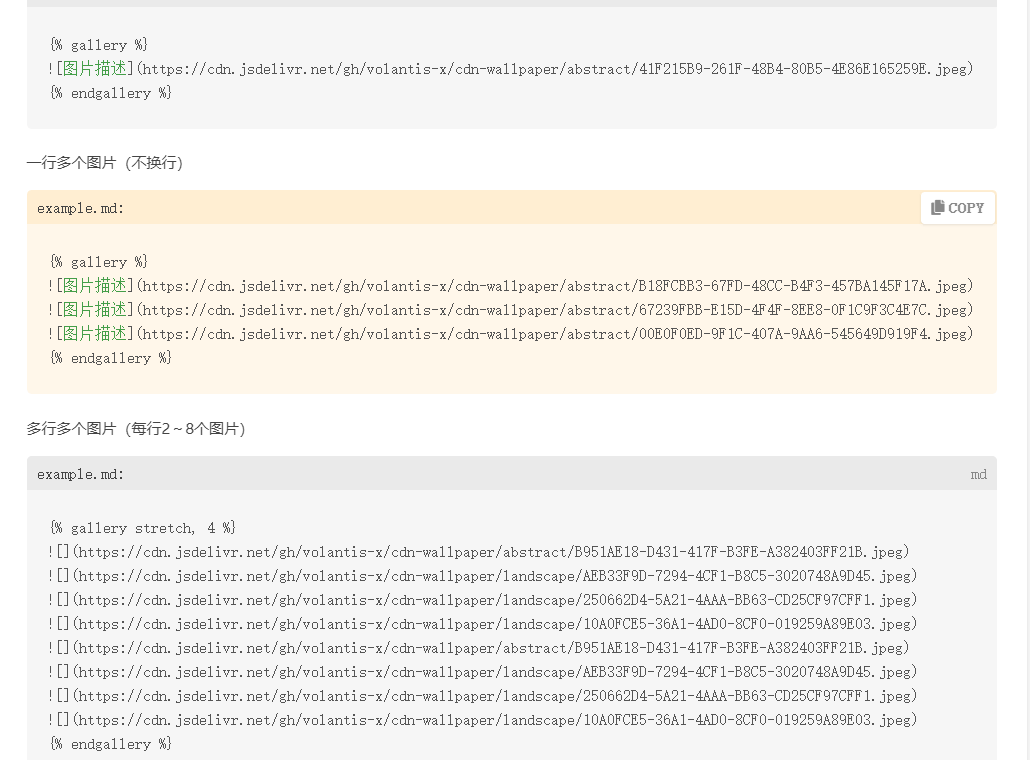 {% gallery %}
![图片描述](https://cdn.jsdelivr.net/gh/volantis-x/cdn-wallpaper/abstract/41F215B9-261F-48B4-80B5-4E86E165259E.jpeg)
{% endgallery %}
一行多个图片（不换行）
example.md:
COPY
{% gallery %}
![图片描述](https://cdn.jsdelivr.net/gh/volantis-x/cdn-wallpaper/abstract/B18FCBB3-67FD-48CC-B4F3-457BA145F17A.jpeg)
![图片描述](https://cdn.jsdelivr.net/gh/volantis-x/cdn-wallpaper/abstract/67239FBB-E15D-4F4F-8EE8-0F1C9F3C4E7C.jpeg)
![图片描述](https://cdn.jsdelivr.net/gh/volantis-x/cdn-wallpaper/abstract/00E0F0ED-9F1C-407A-9AA6-545649D919F4.jpeg)
{% endgallery %}
多行多个图片（每行2～8个图片）
example.md:
md
{% gallery stretch, 4 %}
![](https://cdn.jsdelivr.net/gh/volantis-x/cdn-wallpaper/abstract/B951AE18-D431-417F-B3FE-A382403FF21B.jpeg)
![](https://cdn.jsdelivr.net/gh/volantis-x/cdn-wallpaper/landscape/AEB33F9D-7294-4CF1-B8C5-3020748A9D45.jpeg)
![](https://cdn.jsdelivr.net/gh/volantis-x/cdn-wallpaper/landscape/250662D4-5A21-4AAA-BB63-CD25CF97CFF1.jpeg)
![](https://cdn.jsdelivr.net/gh/volantis-x/cdn-wallpaper/landscape/10A0FCE5-36A1-4AD0-8CF0-019259A89E03.jpeg)
![](https://cdn.jsdelivr.net/gh/volantis-x/cdn-wallpaper/abstract/B951AE18-D431-417F-B3FE-A382403FF21B.jpeg)
![](https://cdn.jsdelivr.net/gh/volantis-x/cdn-wallpaper/landscape/AEB33F9D-7294-4CF1-B8C5-3020748A9D45.jpeg)
![](https://cdn.jsdelivr.net/gh/volantis-x/cdn-wallpaper/landscape/250662D4-5A21-4AAA-BB63-CD25CF97CFF1.jpeg)
![](https://cdn.jsdelivr.net/gh/volantis-x/cdn-wallpaper/landscape/10A0FCE5-36A1-4AD0-8CF0-019259A89E03.jpeg)
{% endgallery %}